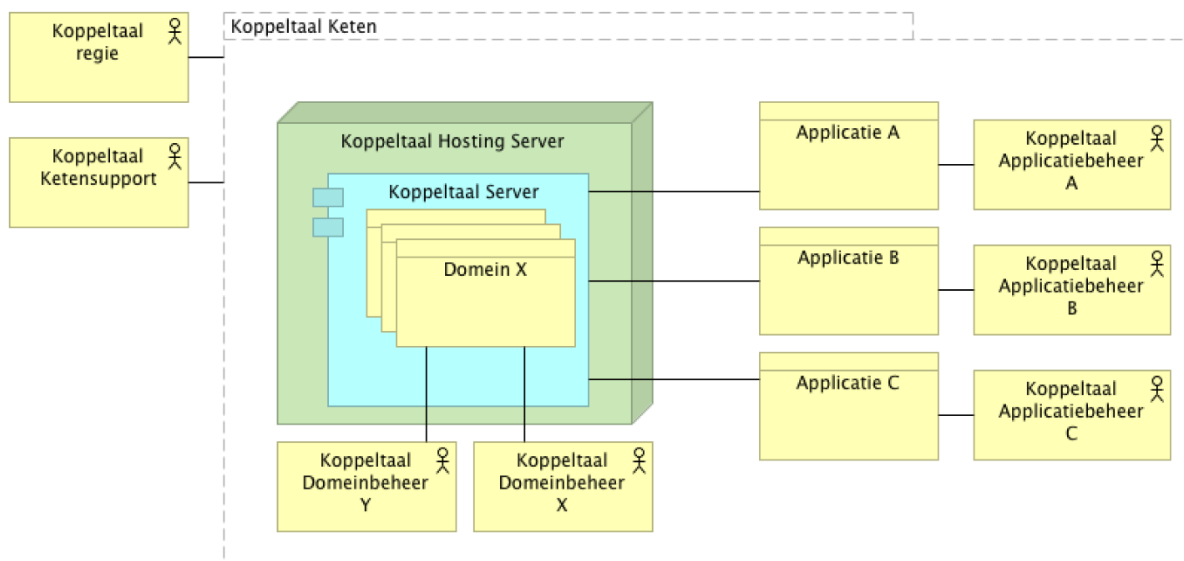 Koppeltaal
regie
Koppeltaal Keten
Koppeltaal
Ketensupport
Koppeltaal Hosting Server
Koppeltaal Server
Domein X
Applicatie A
Koppeltaal
Applicatiebeheer
A
Applicatie B
Koppeltaal
Applicatiebeheer
B
Applicatie C
Koppeltaal
Applicatiebeheer
C
Koppeltaal
Domeinbeheer
Y
Koppeltaal
Domeinbeheer
X